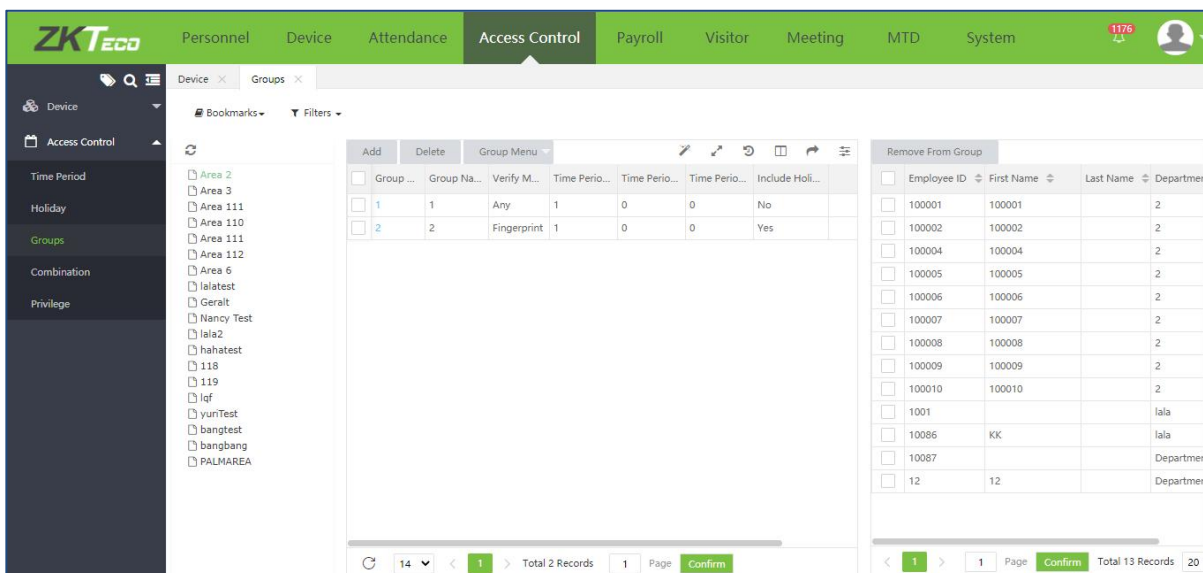 ZKTeco
Personnel Device Attendance Access Control Payroll Visitor Meeting MTD System 1176
Device Groups
Device
Bookmarks Filters
Access Control
Time Period
Holiday
Groups
Combination
Privilege
Area 2
Area 3
Area 111
Area 110
Area 111
Area 112
Area 6
lalatest
Geralt
Nancy Test
lala2
hahatest
118
119
lqf
yuriTest
bangtest
bangbang
PALMAREA
Add Delete Group Menu
Group ... Group Na... Verify M... Time Perio... Time Perio... Time Perio... Include Holi...
1 1 Any 1 0 0 No
2 2 Fingerprint 1 0 0 Yes
14 < 1 > Total 2 Records 1 Page Confirm
Remove From Group
Employee ID First Name Last Name Departmen
100001 100001 2
100002 100002 2
100004 100004 2
100005 100005 2
100006 100006 2
100007 100007 2
100008 100008 2
100009 100009 2
100010 100010 2
1001 lala
10086 KK lala
10087 Departmen
12 12 Departmen
< 1 > 1 Page Confirm Total 13 Records 20